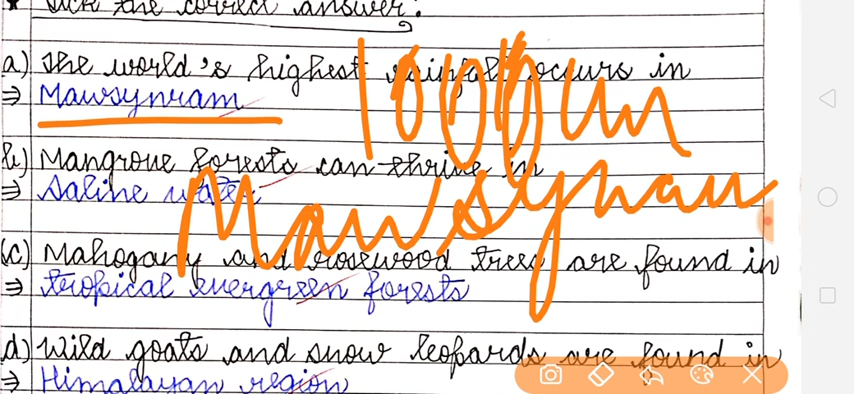 Tick the correct answer:
a) The world's highest rainfall occurs in
⇒ Mawsynram
1000 cm
b) Mangrove forests can thrive in
⇒ saline water
Mawsynram
(c) Mahogany and rosewood trees are found in
⇒ tropical evergreen forests
d) Wild goats and snow leopards are found in
⇒ Himalayan region